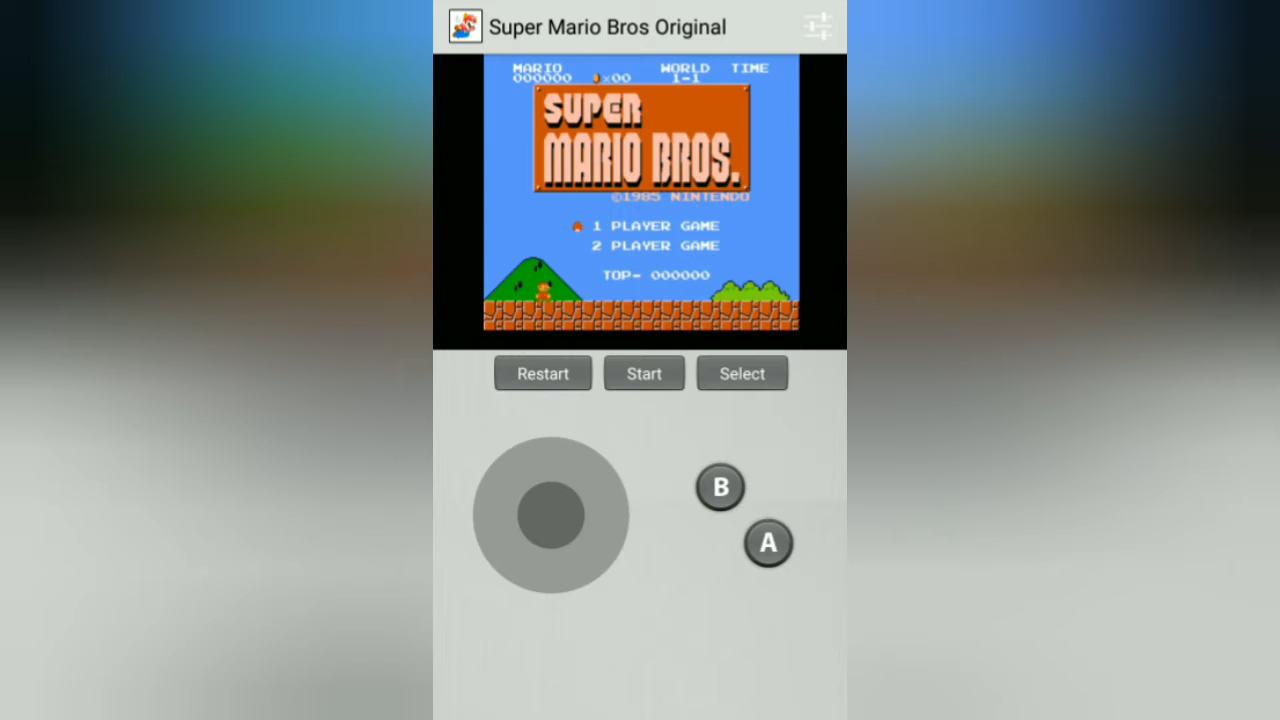 Super Mario Bros Original
MARIO WORLD TIME
000000 ×00 1-1
SUPER
MARIO BROS.
©1985 NINTENDO
1 PLAYER GAME
2 PLAYER GAME
TOP- 000000
Restart Start Select
B
A